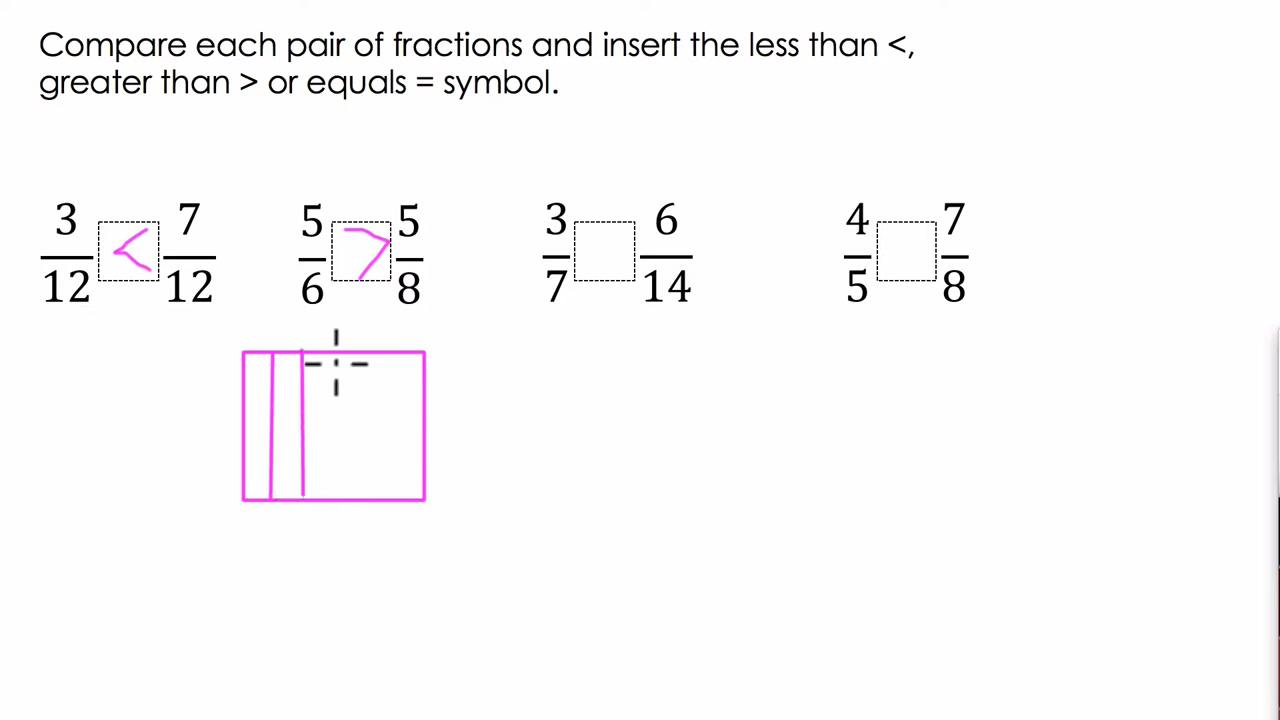 Compare each pair of fractions and insert the less than <,
greater than > or equals = symbol.
3/12 < 7/12
5/6 > 5/8
3/7 6/14
4/5 7/8